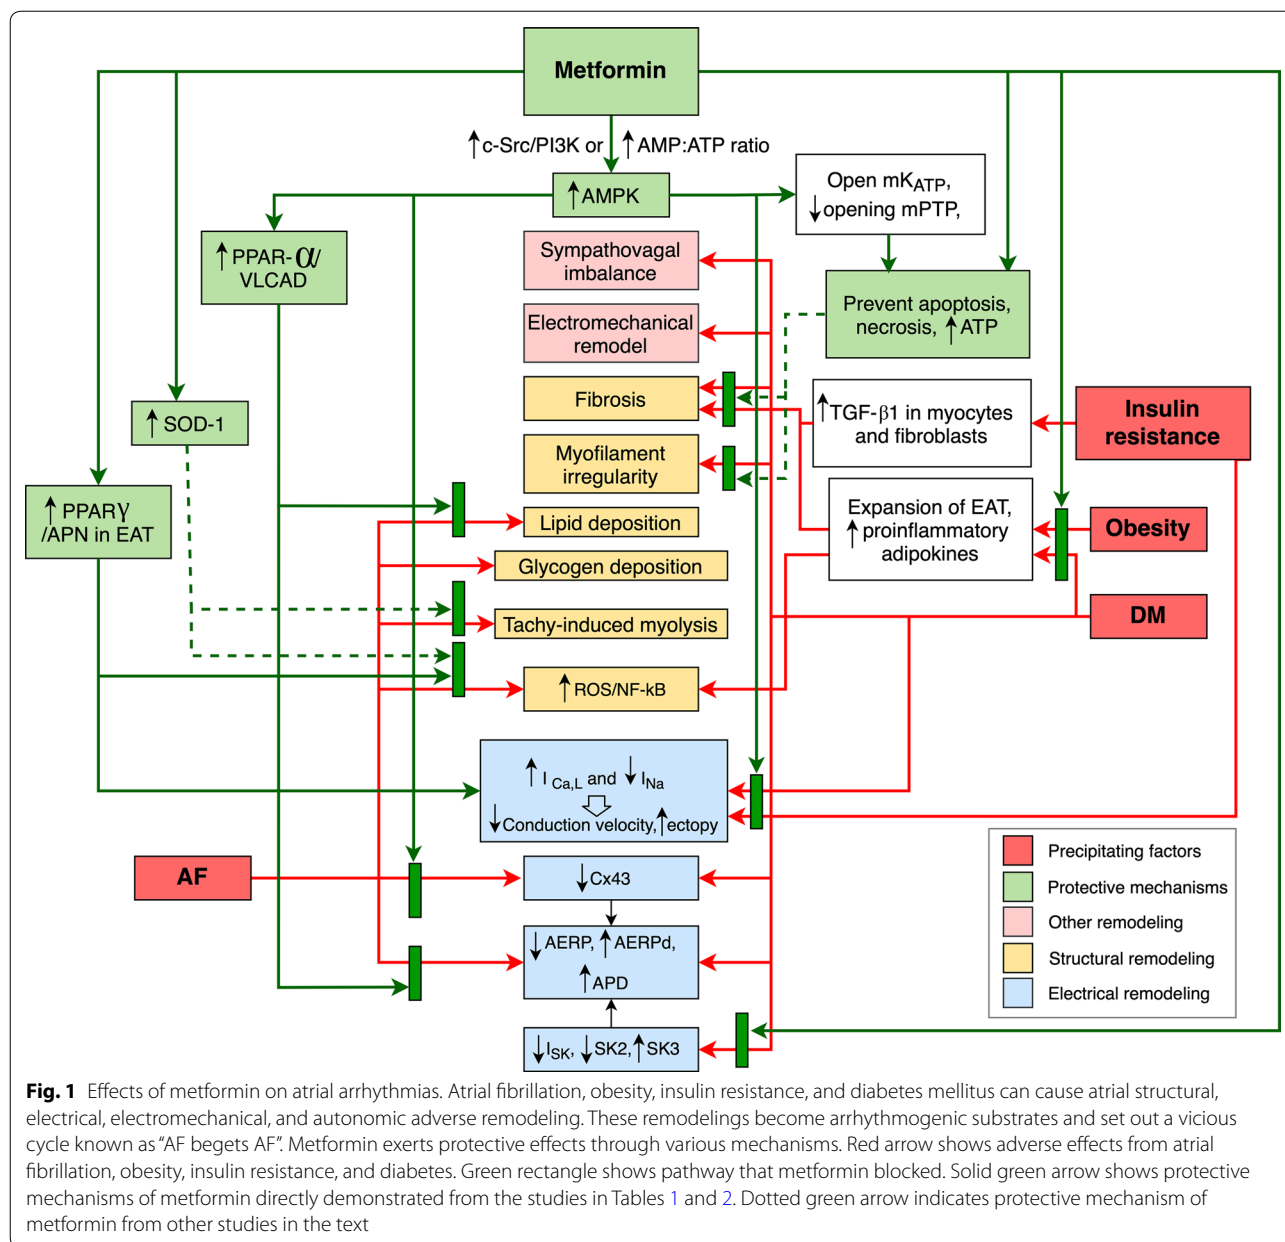 Metformin
↑c-Src/PI3K or ↑AMP:ATP ratio
↑AMPK
Open mK_ATP,
↓opening mPTP,
↑PPAR-α/
VLCAD
Sympathovagal
imbalance
Prevent apoptosis,
necrosis, ↑ATP
Electromechanical
remodel
↑SOD-1
Fibrosis
↑TGF-β1 in myocytes
and fibroblasts
Insulin
resistance
Myofilament
irregularity
↑PPARγ
/APN in EAT
Expansion of EAT,
↑proinflammatory
adipokines
Obesity
Lipid deposition
Glycogen deposition
Tachy-induced myolysis
DM
↑ROS/NF-kB
↑I Ca,L and ↓I Na
↓Conduction velocity, ↑ectopy
AF
↓Cx43
↓AERP, ↑AERPd,
↑APD
↓I SK, ↓SK2, ↑SK3
Precipitating factors
Protective mechanisms
Other remodeling
Structural remodeling
Electrical remodeling
Fig. 1 Effects of metformin on atrial arrhythmias. Atrial fibrillation, obesity, insulin resistance, and diabetes mellitus can cause atrial structural,
electrical, electromechanical, and autonomic adverse remodeling. These remodelings become arrhythmogenic substrates and set out a vicious
cycle known as “AF begets AF”. Metformin exerts protective effects through various mechanisms. Red arrow shows adverse effects from atrial
fibrillation, obesity, insulin resistance, and diabetes. Green rectangle shows pathway that metformin blocked. Solid green arrow shows protective
mechanisms of metformin directly demonstrated from the studies in Tables 1 and 2. Dotted green arrow indicates protective mechanism of
metformin from other studies in the text